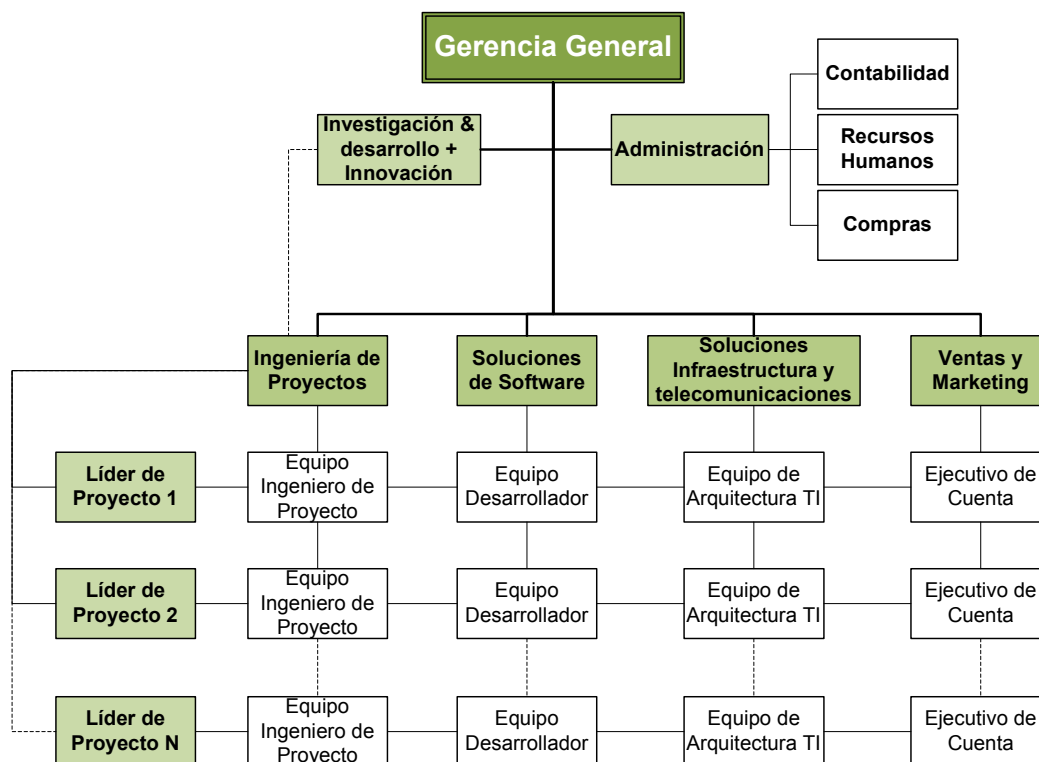 Gerencia General
Contabilidad
Investigación &
desarrollo +
Innovación
Administración
Recursos
Humanos
Compras
Ingeniería de
Proyectos
Soluciones
de Software
Soluciones
Infraestructura y
telecomunicaciones
Ventas y
Marketing
Líder de
Proyecto 1
Equipo
Ingeniero de
Proyecto
Equipo
Desarrollador
Equipo de
Arquitectura TI
Ejecutivo de
Cuenta
Líder de
Proyecto 2
Equipo
Ingeniero de
Proyecto
Equipo
Desarrollador
Equipo de
Arquitectura TI
Ejecutivo de
Cuenta
Líder de
Proyecto N
Equipo
Ingeniero de
Proyecto
Equipo
Desarrollador
Equipo de
Arquitectura TI
Ejecutivo de
Cuenta